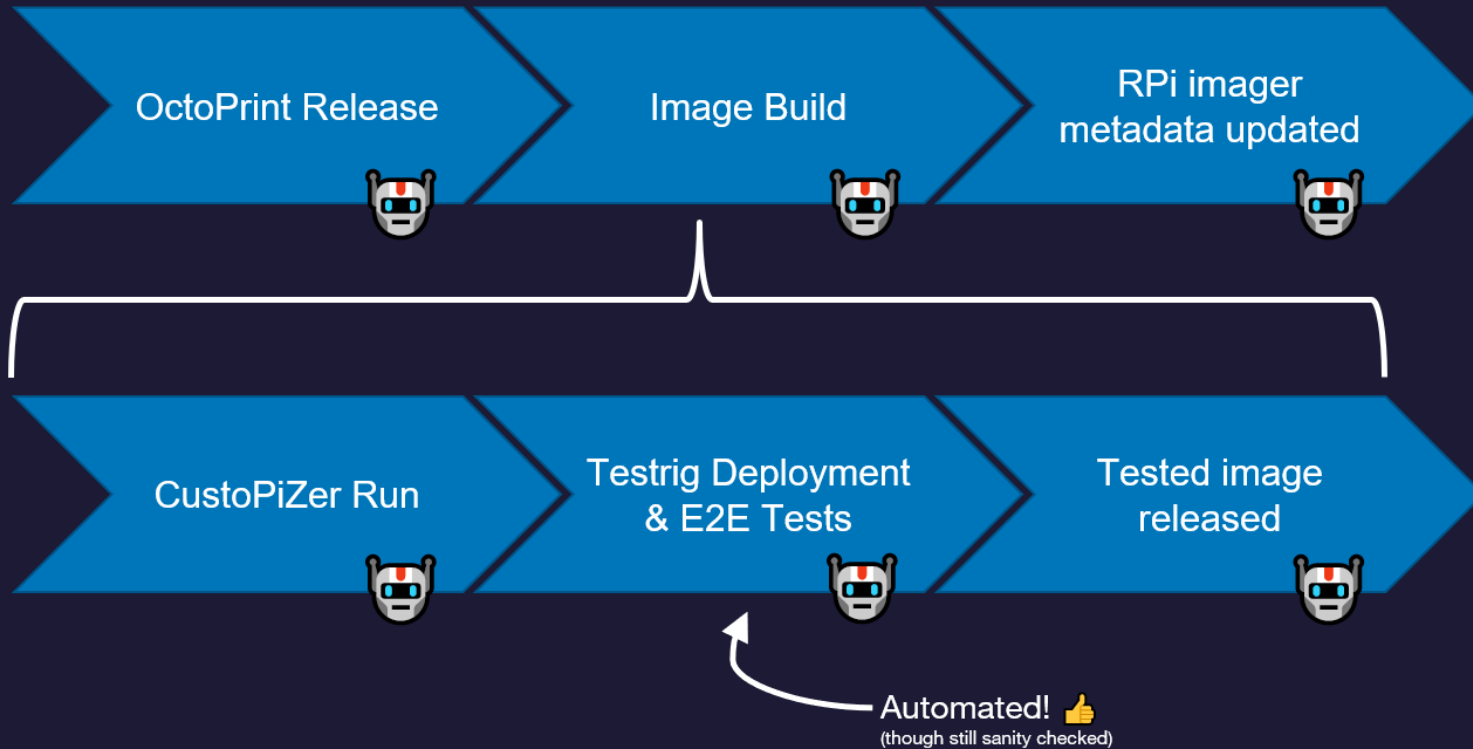 OctoPrint Release
Image Build
RPi imager
metadata updated
CustoPiZer Run
Testrig Deployment
& E2E Tests
Tested image
released
Automated! 👍
(though still sanity checked)